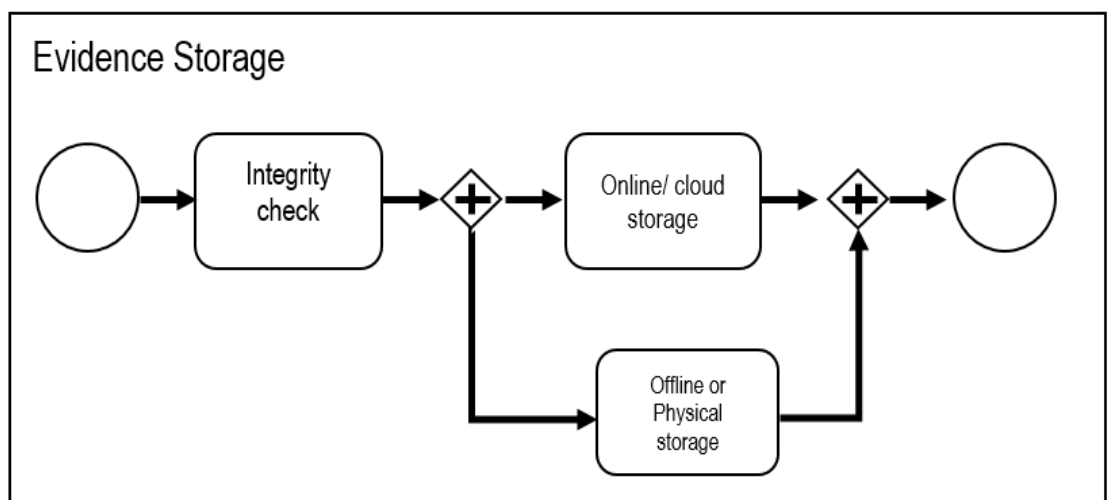 Evidence Storage
Integrity
check
Online/ cloud
storage
Offline or
Physical
storage